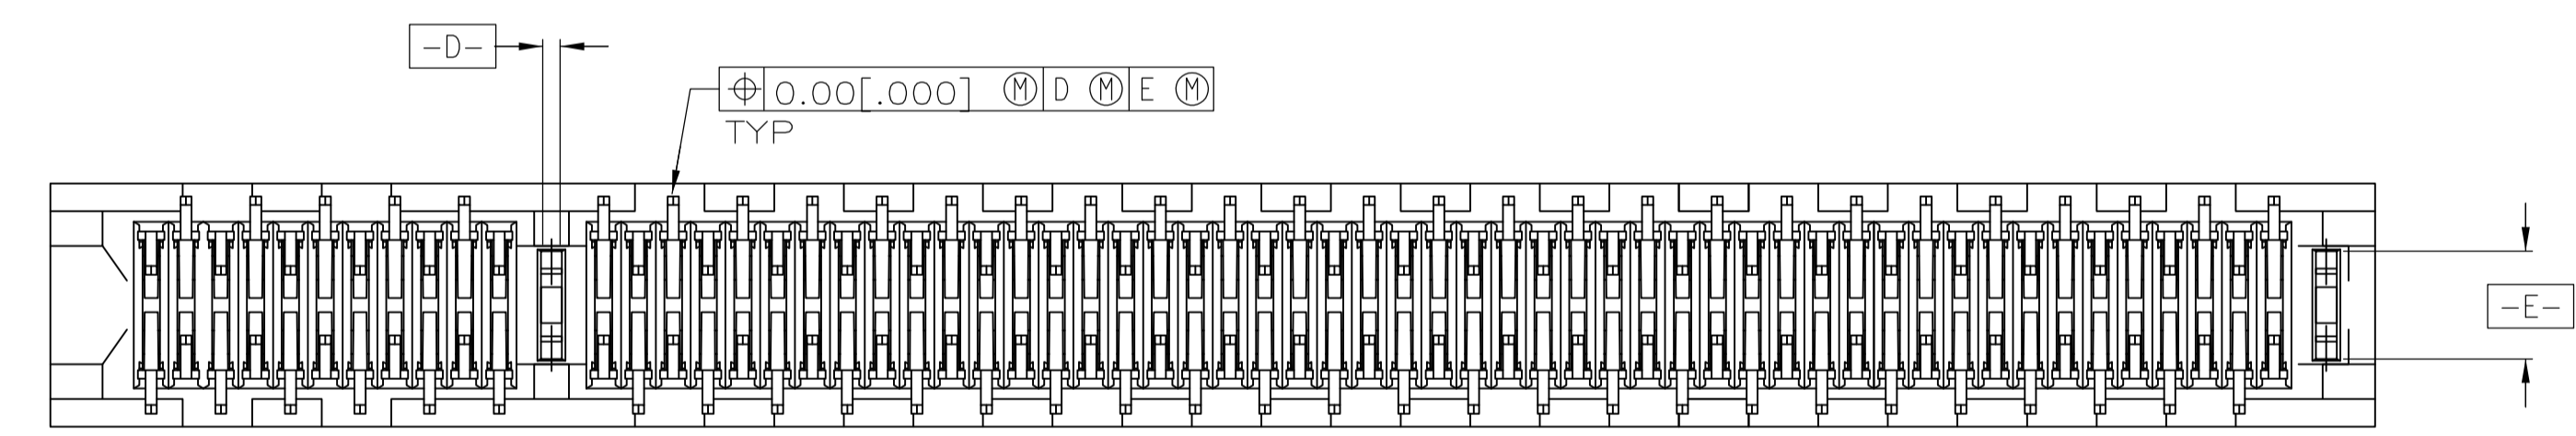 -D-
⌖ 0.00[.000] Ⓜ D Ⓜ E Ⓜ
TYP
-E-